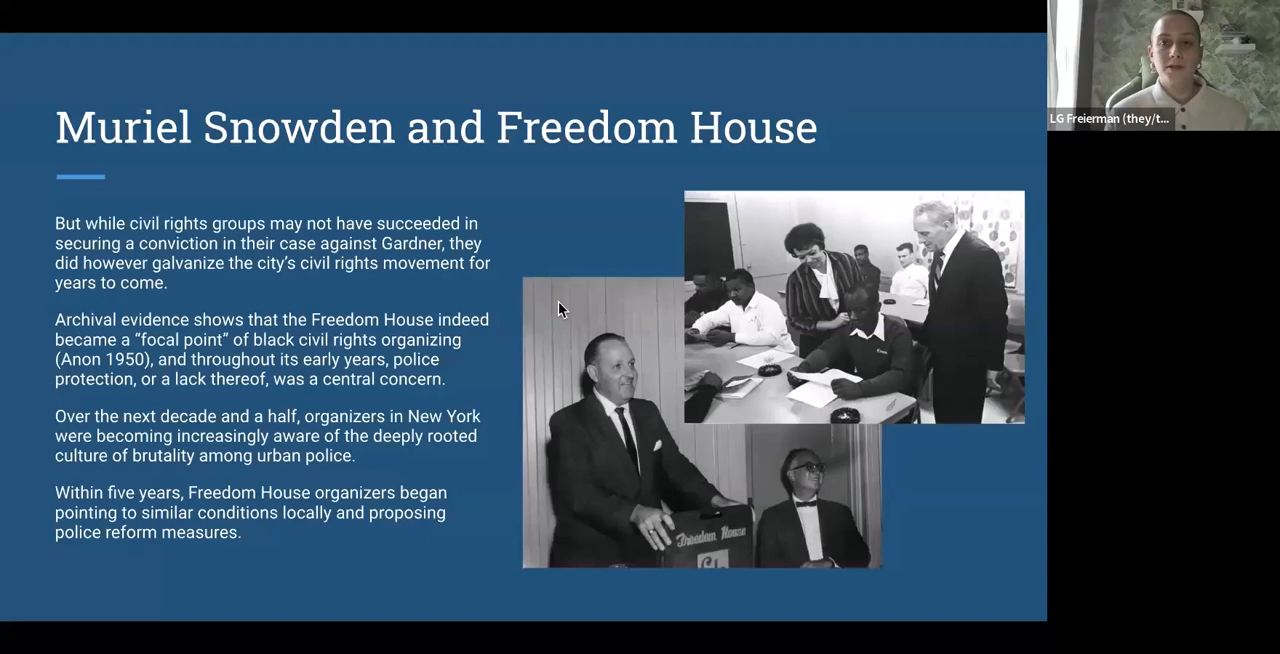 Muriel Snowden and Freedom House
But while civil rights groups may not have succeeded in
securing a conviction in their case against Gardner, they
did however galvanize the city’s civil rights movement for
years to come.
Archival evidence shows that the Freedom House indeed
became a “focal point” of black civil rights organizing
(Anon 1950), and throughout its early years, police
protection, or a lack thereof, was a central concern.
Over the next decade and a half, organizers in New York
were becoming increasingly aware of the deeply rooted
culture of brutality among urban police.
Within five years, Freedom House organizers began
pointing to similar conditions locally and proposing
police reform measures.
Freedom House
LG Freierman (they/t...